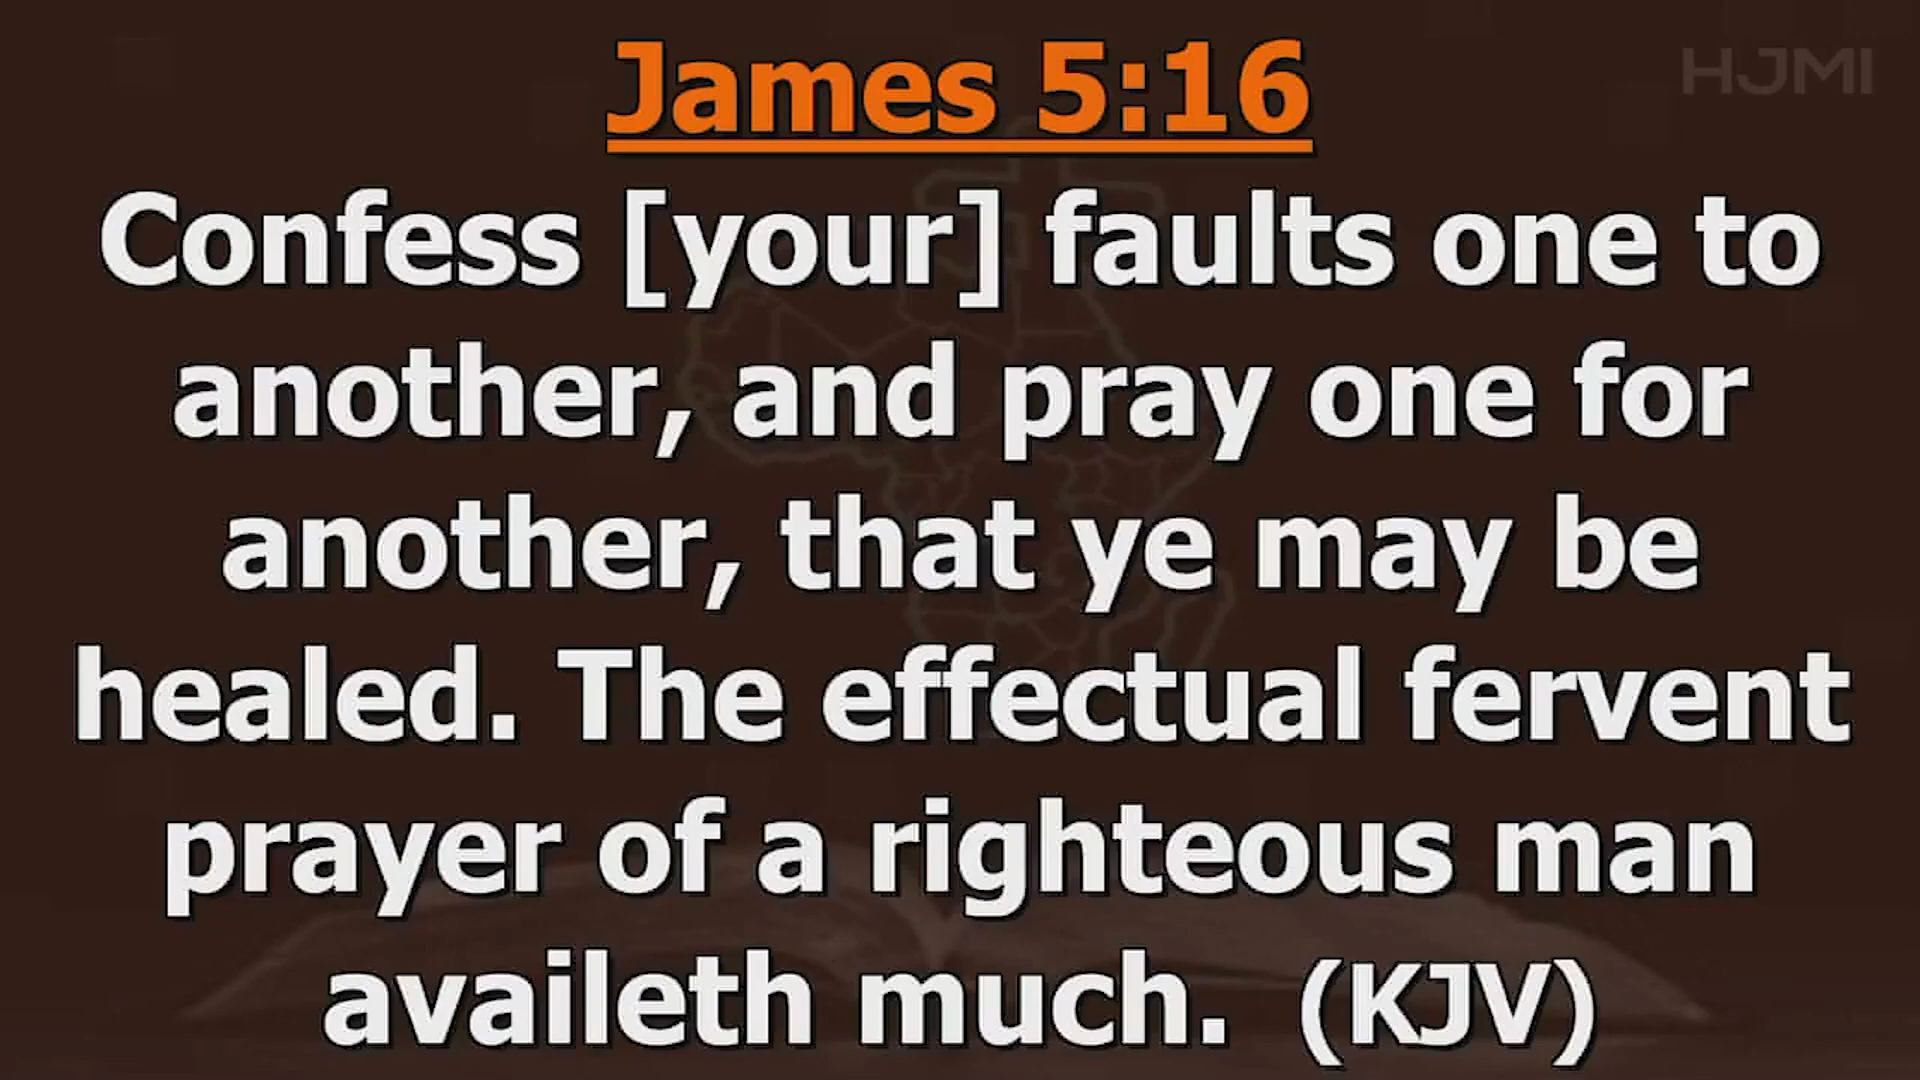 James 5:16
HJMI
Confess [your] faults one to
another, and pray one for
another, that ye may be
healed. The effectual fervent
prayer of a righteous man
availeth much. (KJV)